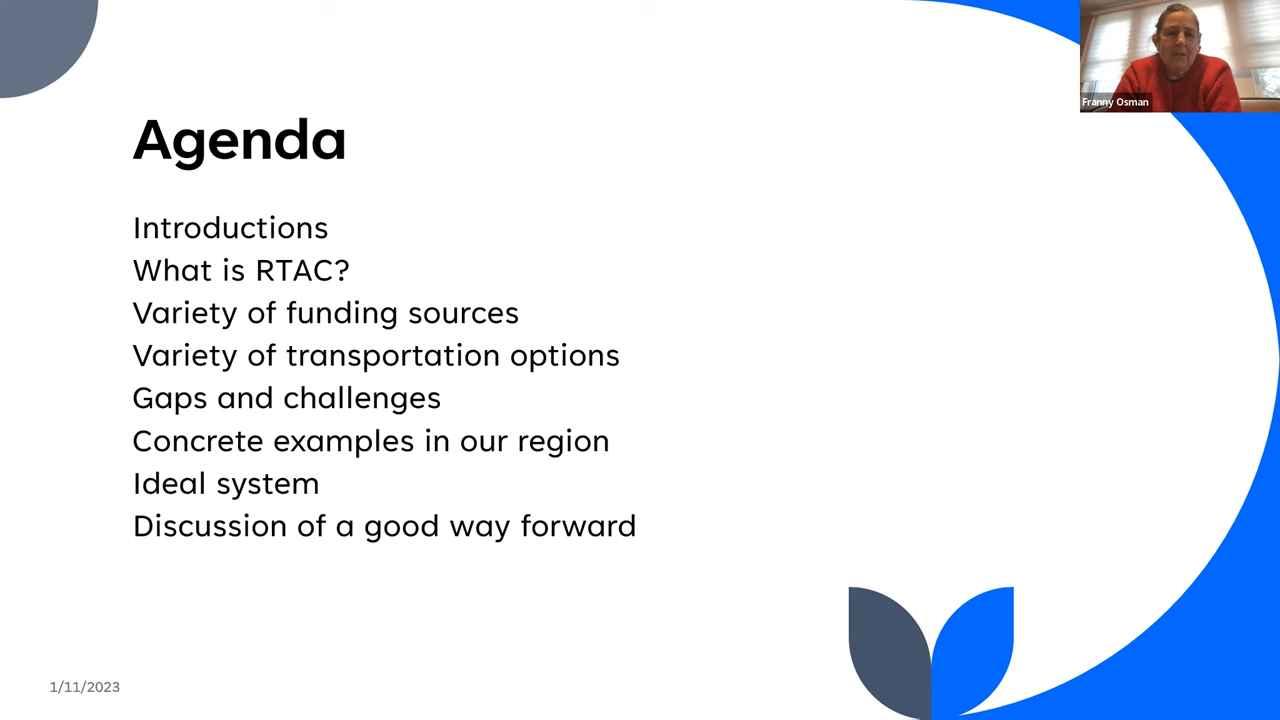 Franny Osman
Agenda
Introductions
What is RTAC?
Variety of funding sources
Variety of transportation options
Gaps and challenges
Concrete examples in our region
Ideal system
Discussion of a good way forward
1/11/2023